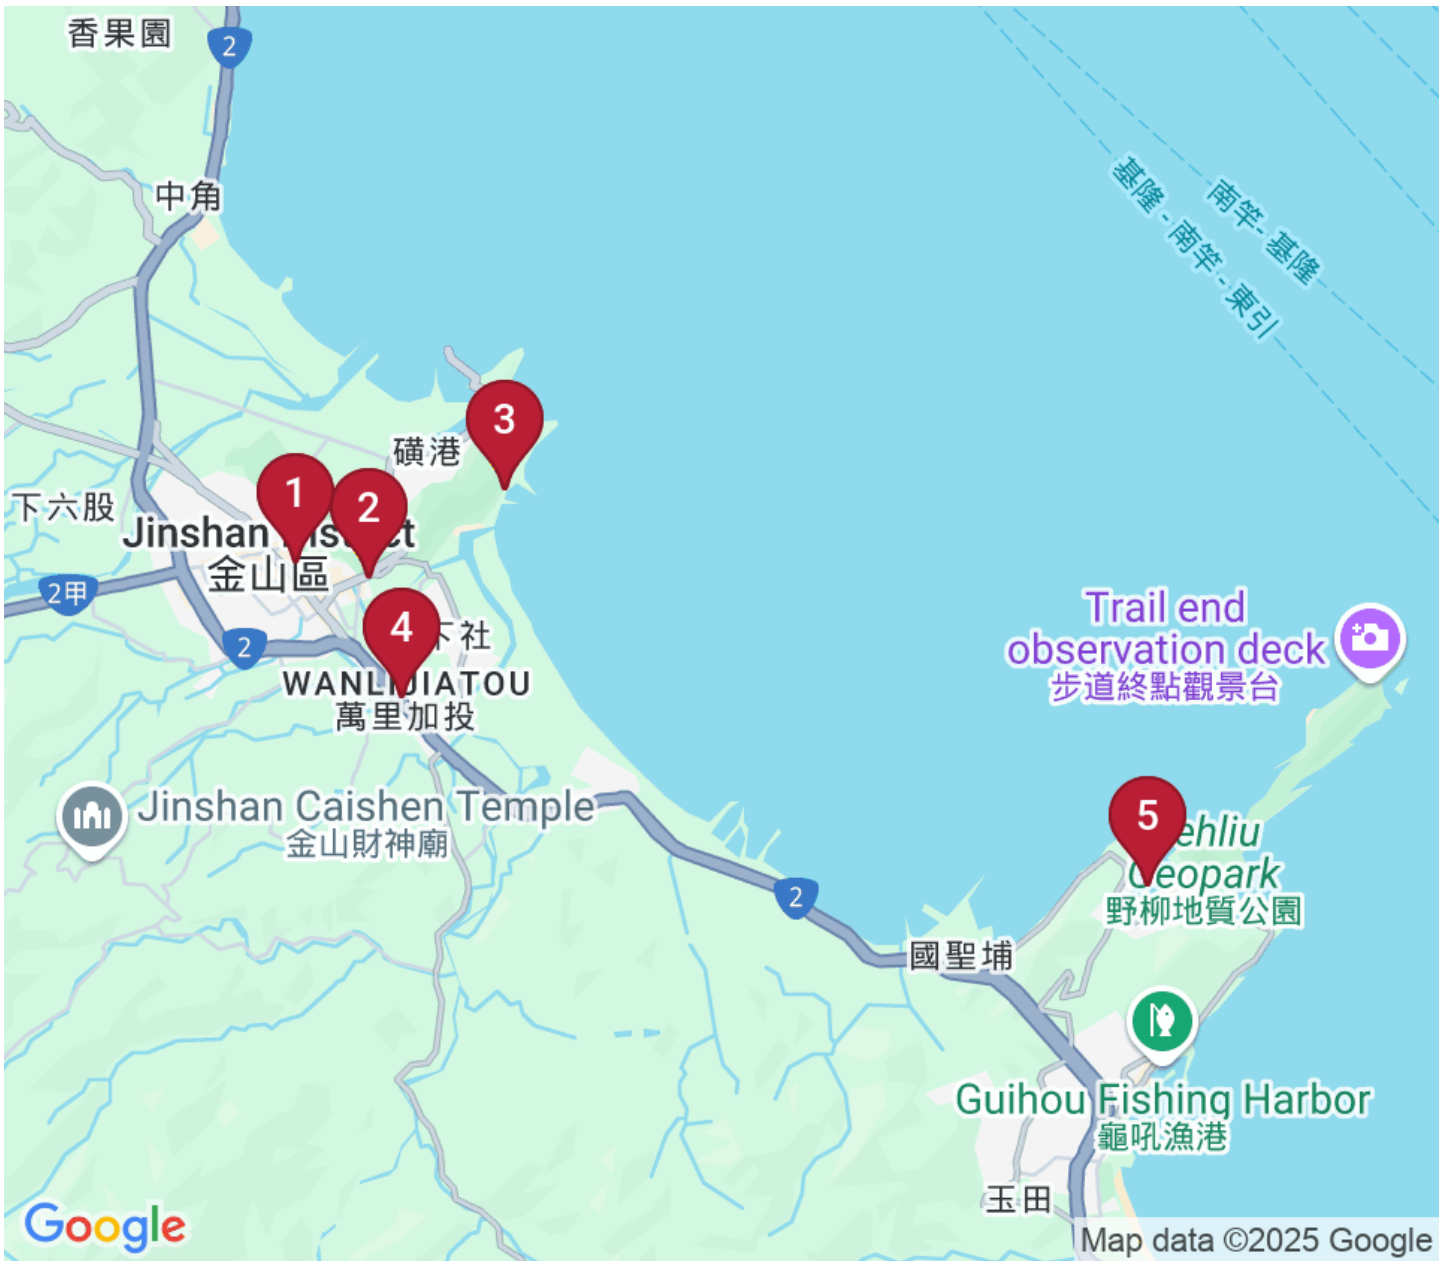 香果園
2
中角
基隆 - 南竿 - 東引
南竿- 基隆
3
磺港
1
2
下六股
Jinshan District
金山區
2甲
4
2
下社
WANLIJIATOU
萬里加投
Trail end
observation deck
步道終點觀景台
Jinshan Caishen Temple
金山財神廟
5
ehliu
Geopark
野柳地質公園
2
國聖埔
Guihou Fishing Harbor
龜吼漁港
玉田
Google
Map data ©2025 Google